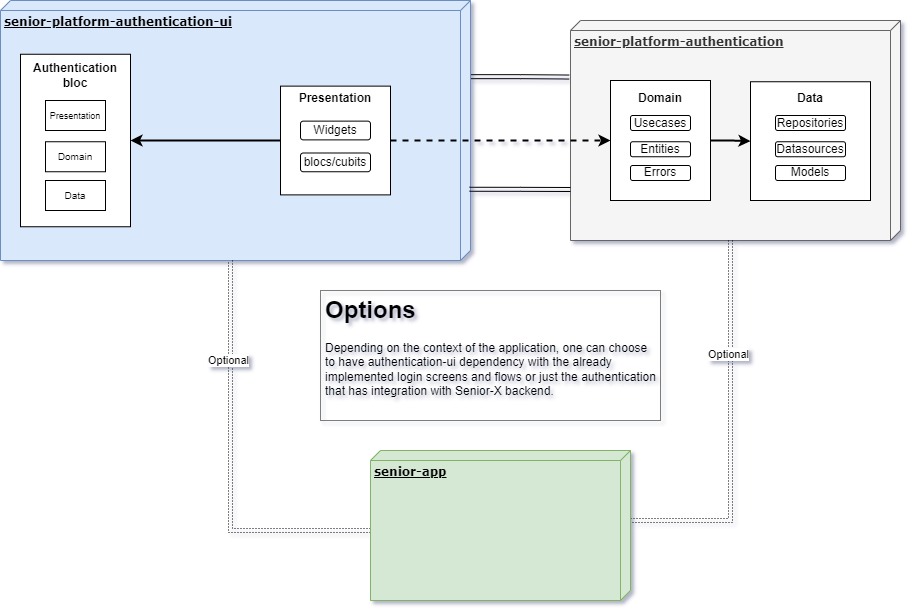 senior-platform-authentication-ui
Authentication
bloc
Presentation
Domain
Data
Presentation
Widgets
blocs/cubits
senior-platform-authentication
Domain
Usecases
Entities
Errors
Data
Repositories
Datasources
Models
Optional
Optional
Options
Depending on the context of the application, one can choose
to have authentication-ui dependency with the already
implemented login screens and flows or just the authentication
that has integration with Senior-X backend.
senior-app